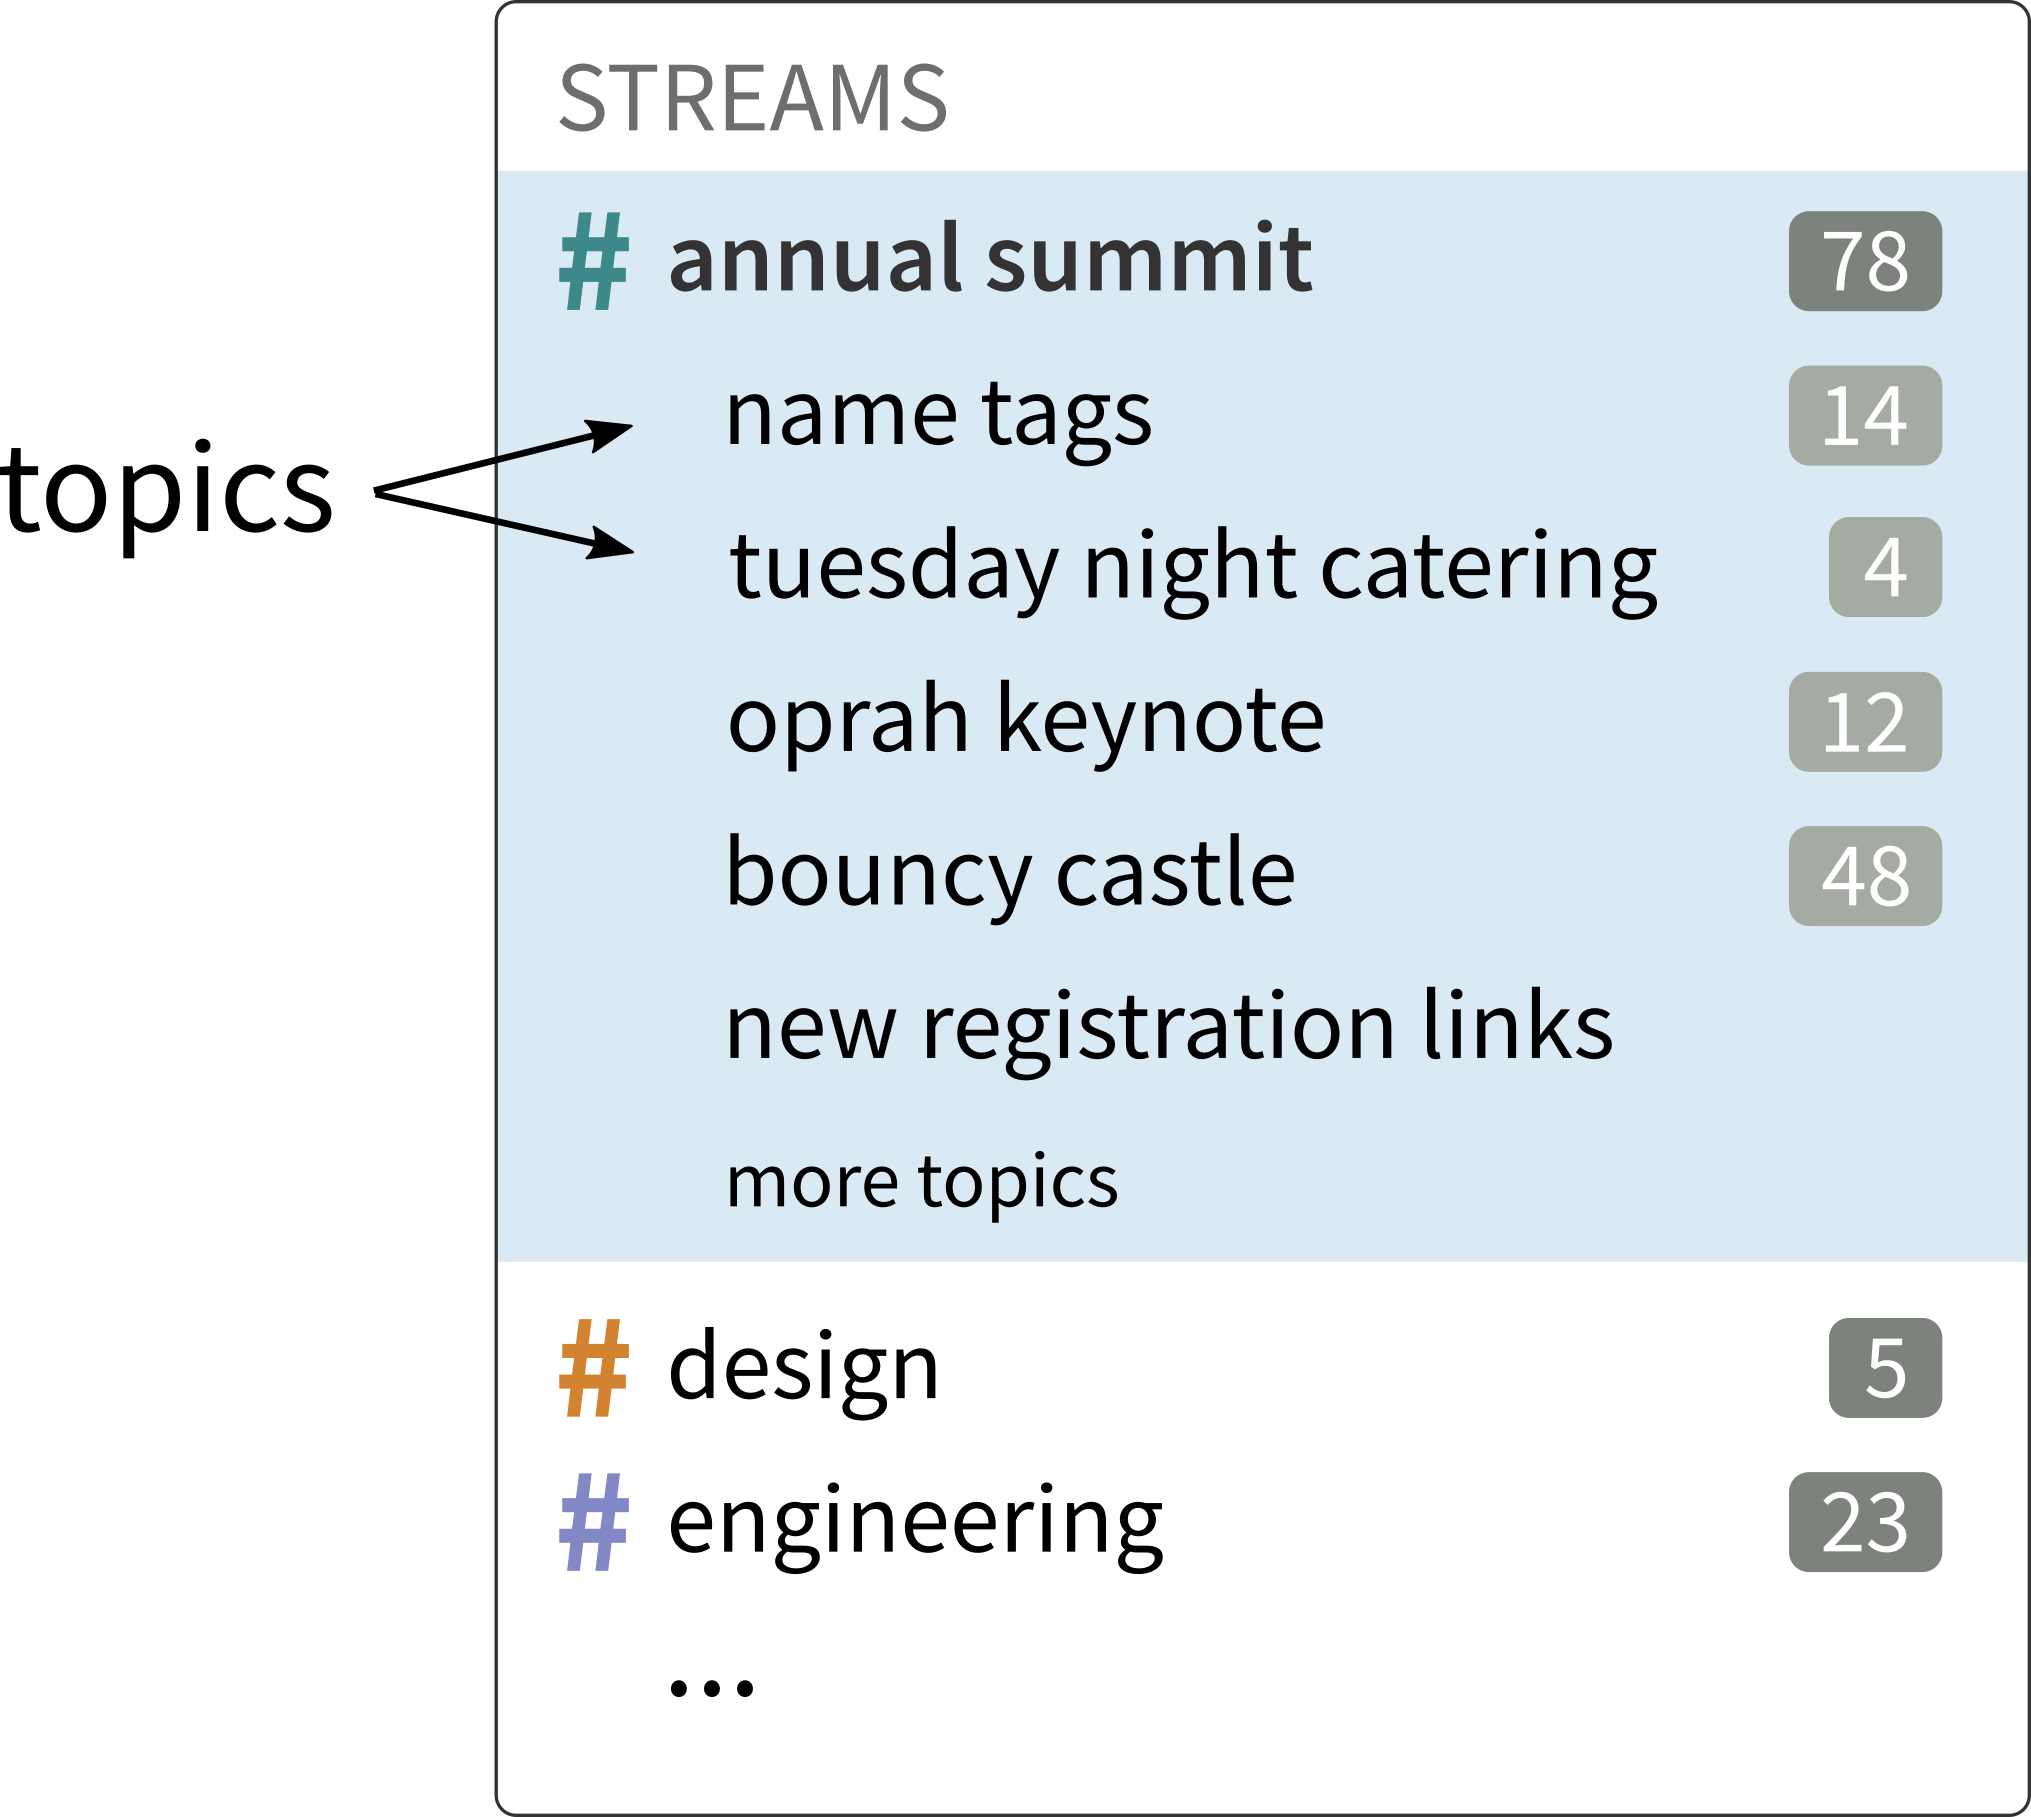 STREAMS
# annual summit 78
name tags 14
topics
tuesday night catering 4
oprah keynote 12
bouncy castle 48
new registration links
more topics
# design 5
# engineering 23
...